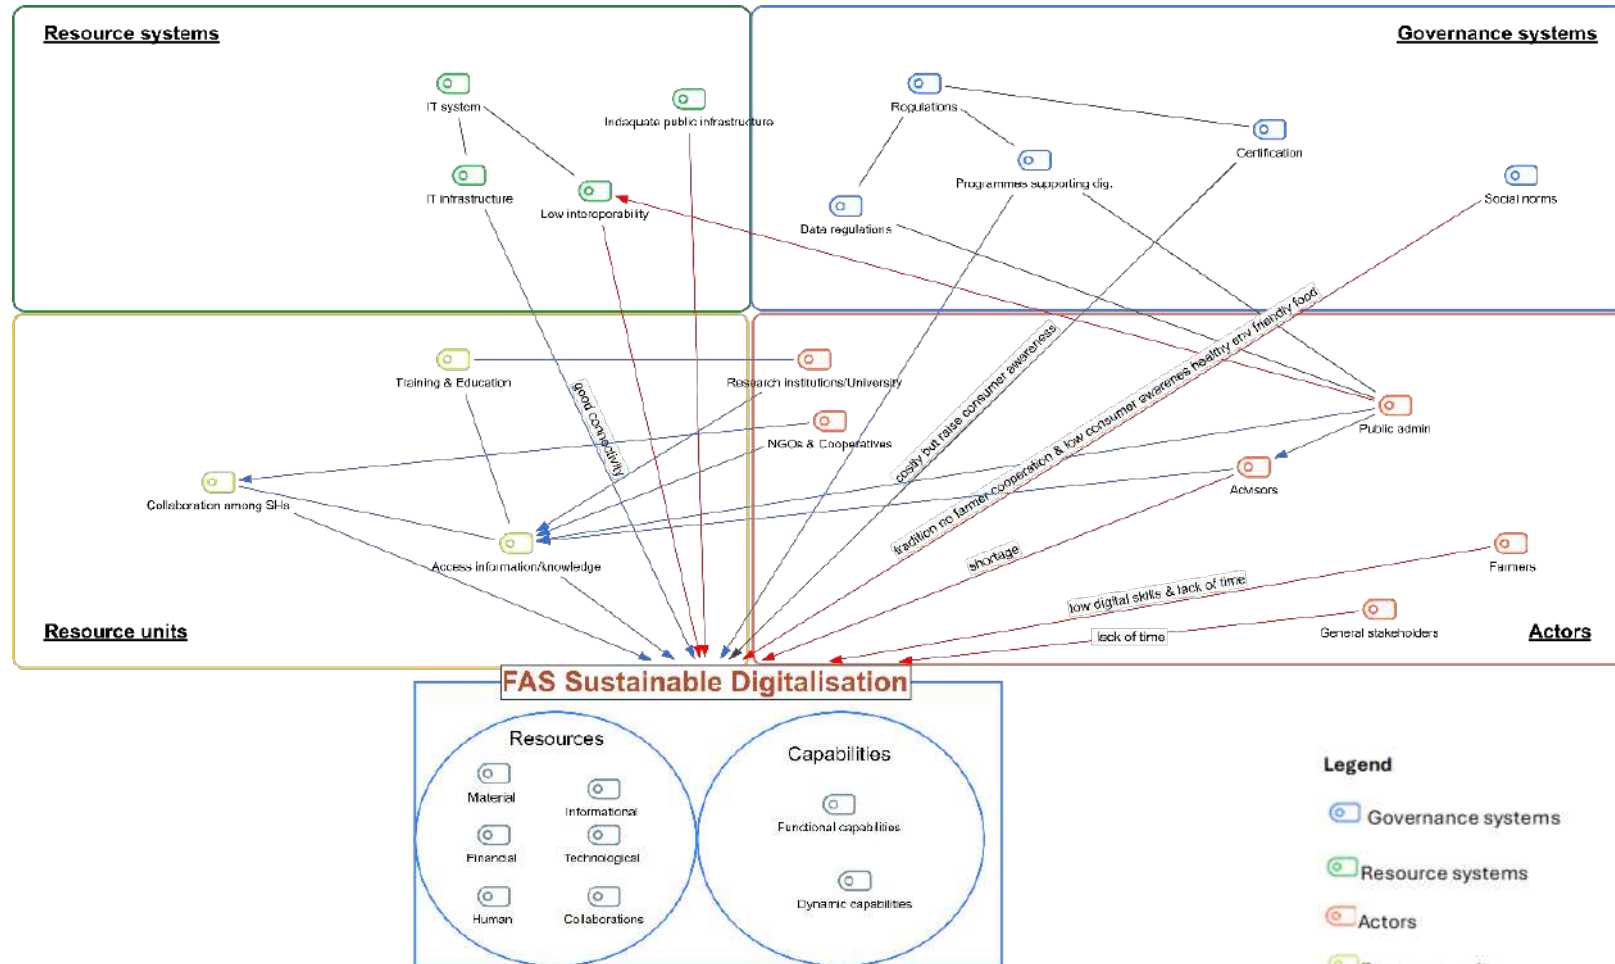 Resource systems
Governance systems
IT system
Indaquate public infrastructure
Regulations
Certification
IT infrastructure
Low interoperability
Programmes supporting dig.
Data regulations
Social norms
Training & Education
Research institutions/University
good connectivity
NGOs & Cooperatives
costly but raise consumer awareness
tradition no farmer cooperation & low consumer awarenes healthy env friendly food
Public admin
Collaboration among SHs
Advisors
Access information/knowledge
shortage
Farmers
low digital skills & lack of time
Resource units
lack of time
General stakeholders
Actors
FAS Sustainable Digitalisation
Resources
Capabilities
Material
Informational
Functional capabilities
Financial
Technological
Human
Collaborations
Dynamic capabilities
Legend
Governance systems
Resource systems
Actors